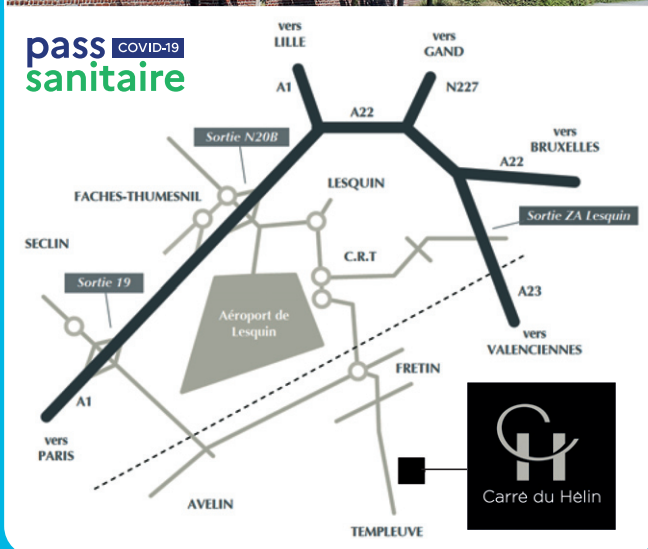 pass COVID-19
sanitaire
vers
LILLE
vers
GAND
A1
N227
A22
vers
BRUXELLES
Sortie N20B
A22
FACHES-THUMESNIL
LESQUIN
Sortie ZA Lesquin
SECLIN
C.R.T
Sortie 19
A23
Aéroport de
Lesquin
vers
VALENCIENNES
FRETIN
A1
vers
PARIS
CH
Carré du Hélin
AVELIN
TEMPLEUVE